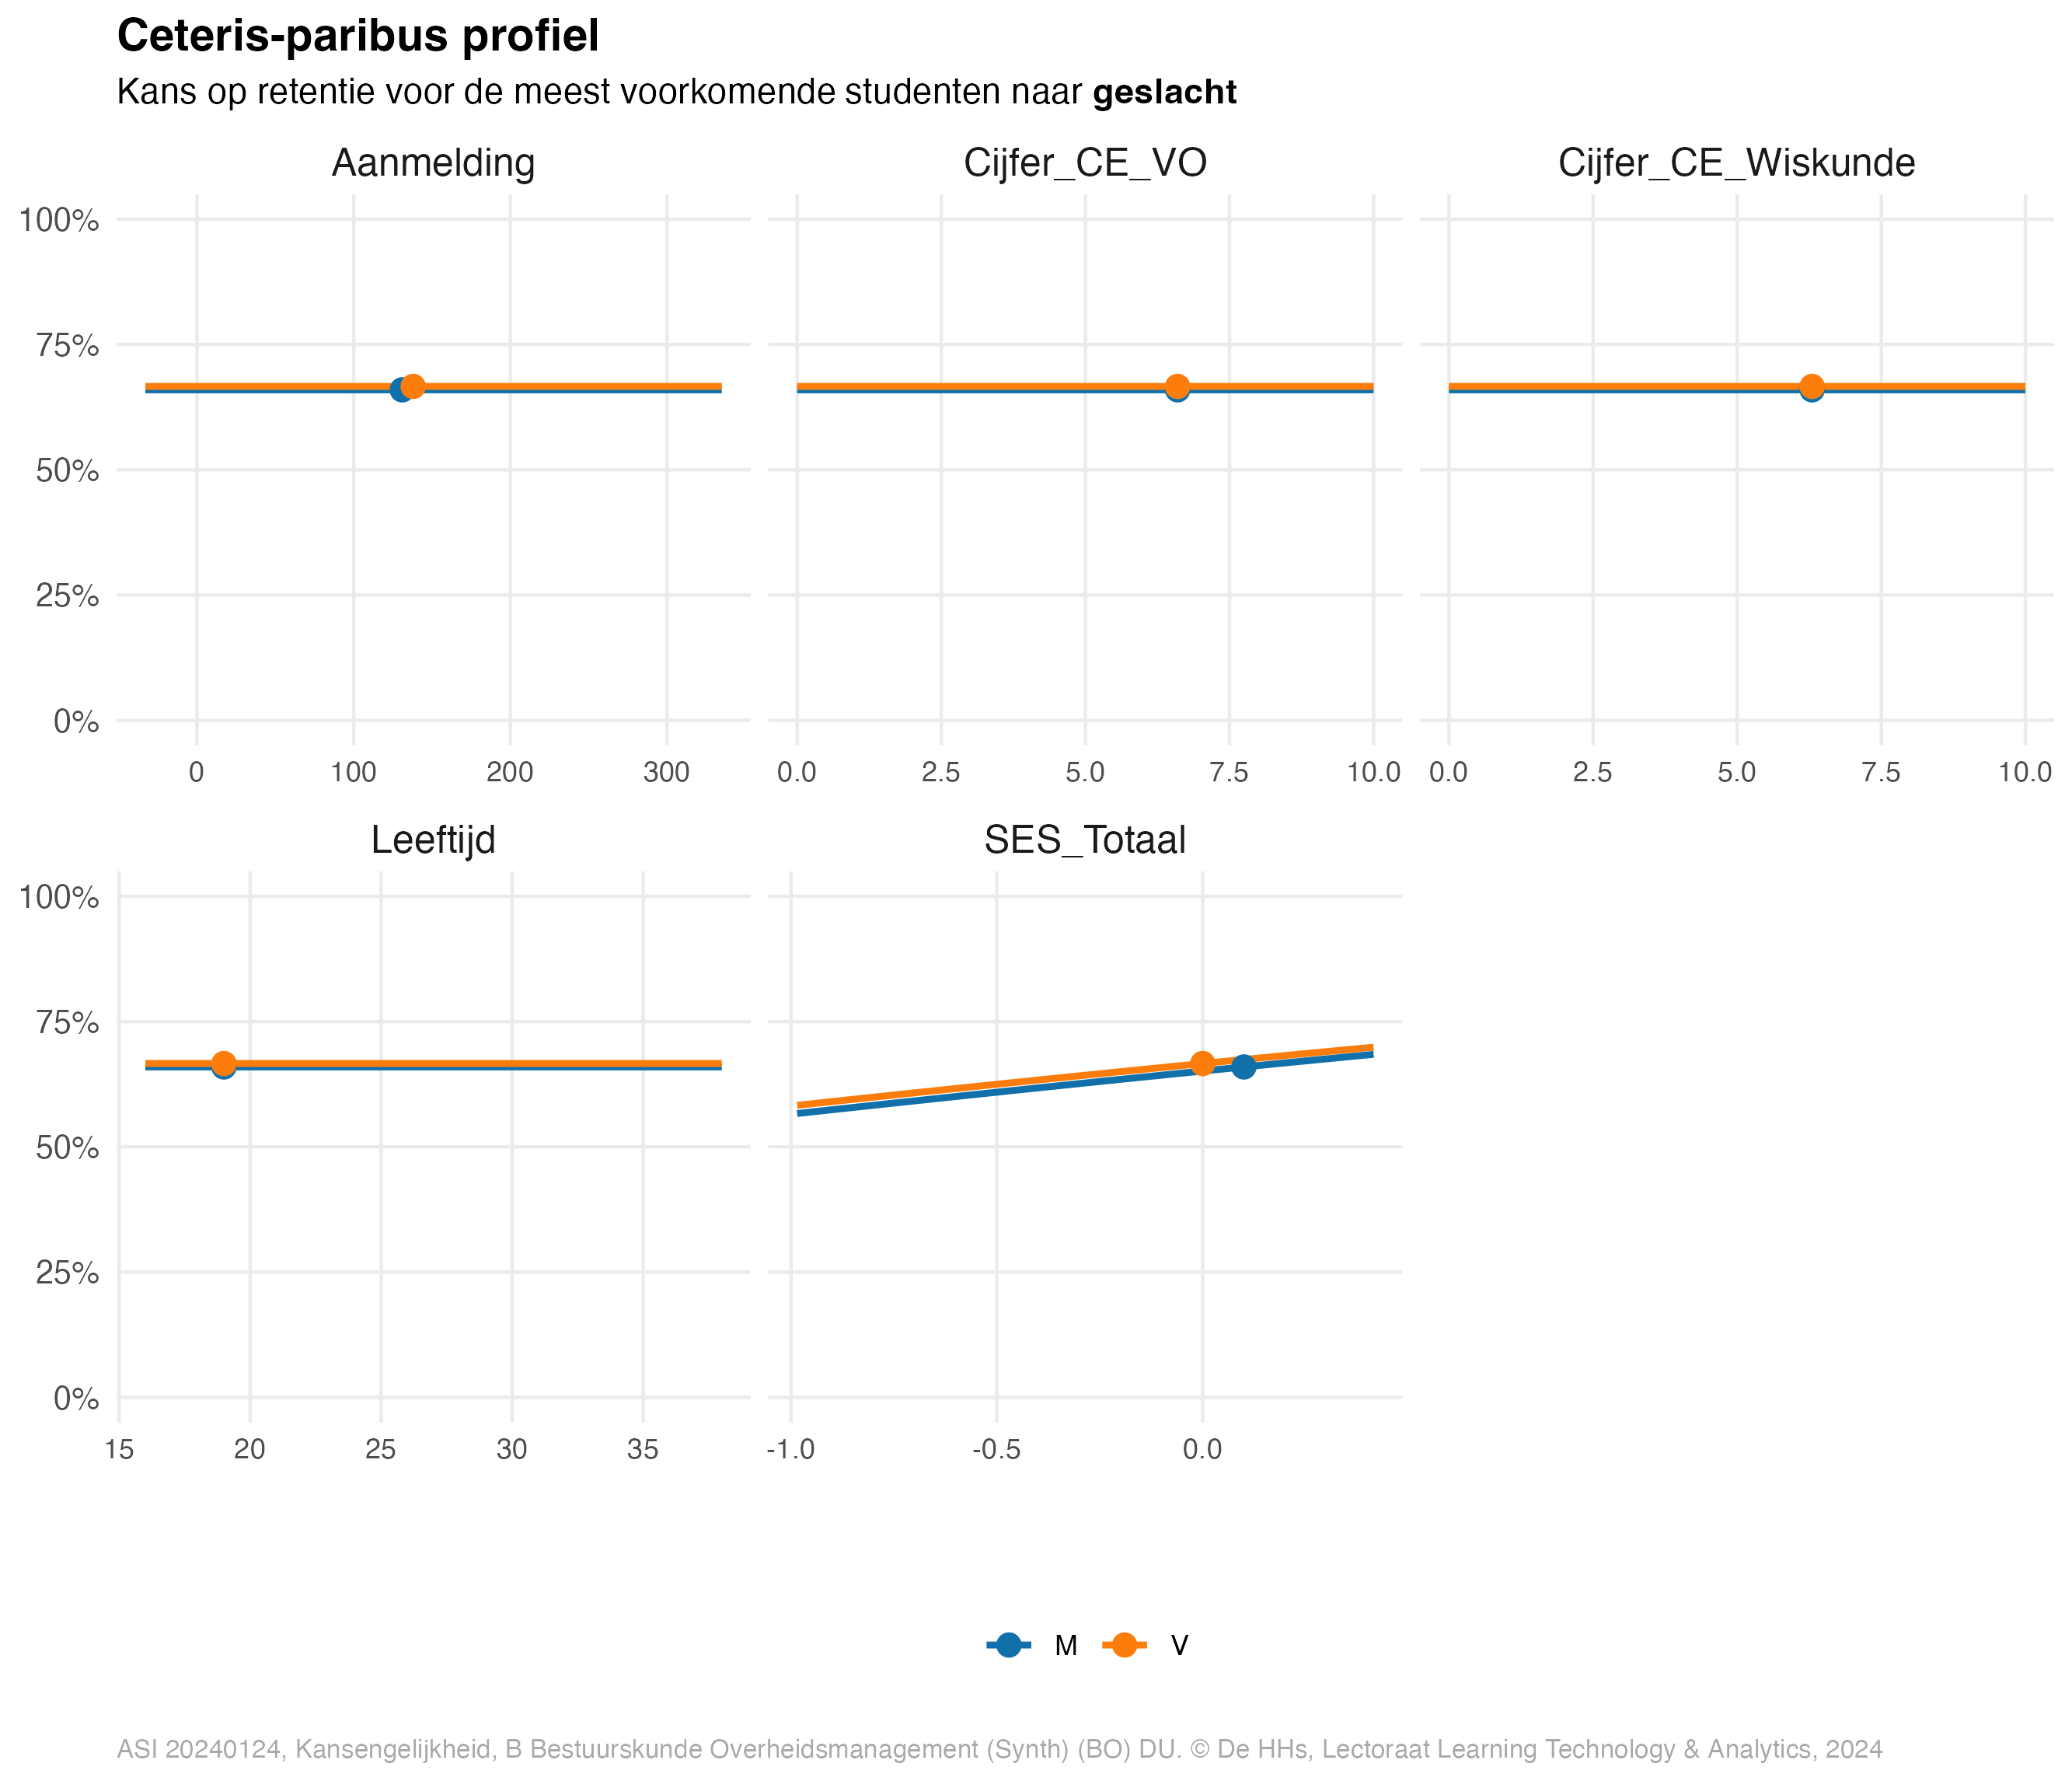 Ceteris-paribus profiel
Kans op retentie voor de meest voorkomende studenten naar geslacht
Aanmelding Cijfer_CE_VO Cijfer_CE_Wiskunde
100%
75%
50%
25%
0%
0 100 200 300 0.0 2.5 5.0 7.5 10.0 0.0 2.5 5.0 7.5 10.0
Leeftijd SES_Totaal
100%
75%
50%
25%
0%
15 20 25 30 35 -1.0 -0.5 0.0
M V
ASI 20240124, Kansengelijkheid, B Bestuurskunde Overheidsmanagement (Synth) (BO) DU. © De HHs, Lectoraat Learning Technology & Analytics, 2024